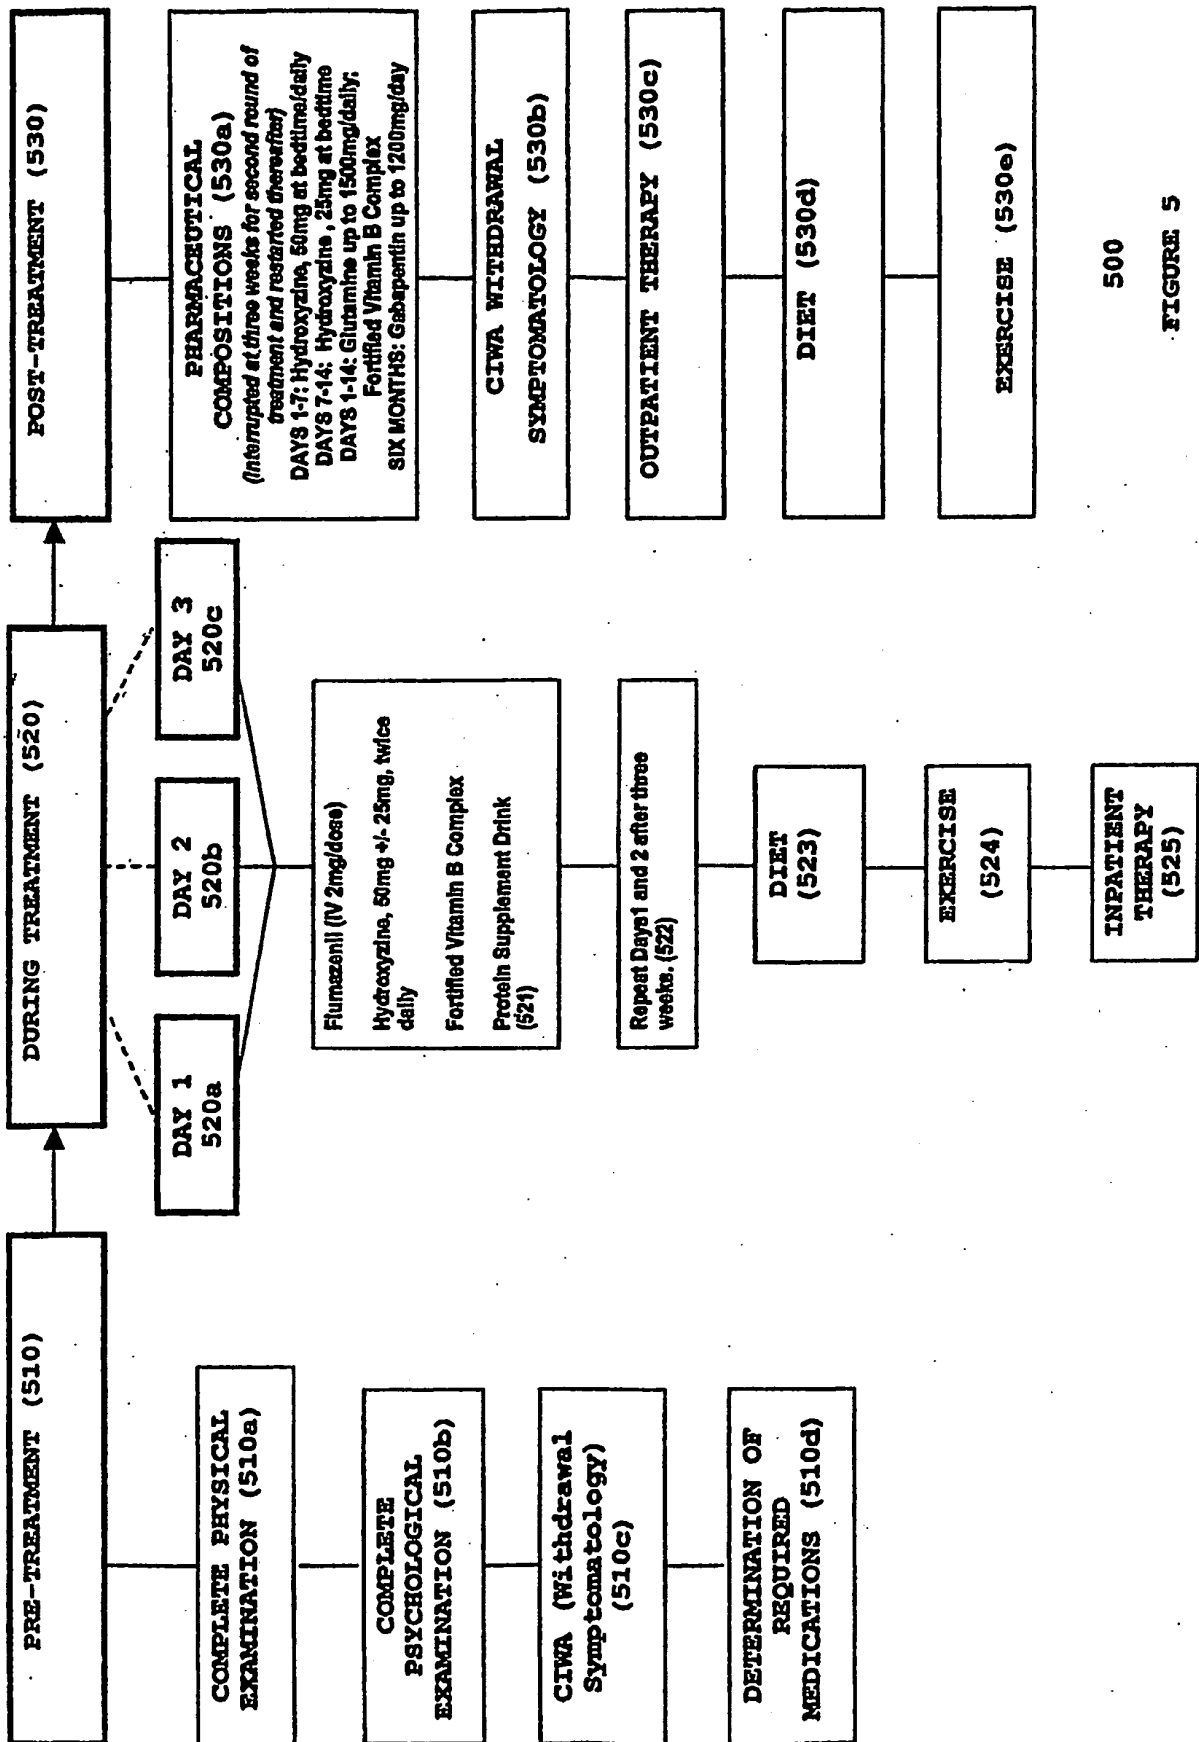 PRE-TREATMENT (510)
COMPLETE PHYSICAL
EXAMINATION (510a)
COMPLETE
PSYCHOLOGICAL
EXAMINATION (510b)
CIWA (Withdrawal
Symptomatology)
(510c)
DETERMINATION OF
REQUIRED
MEDICATIONS (510d)
DURING TREATMENT (520)
DAY 1
520a
DAY 2
520b
DAY 3
520c
Flumazenil (IV 2mg/dose)
Hydroxyzine, 50mg +/- 25mg, twice
daily
Fortified Vitamin B Complex
Protein Supplement Drink
(521)
Repeat Days1 and 2 after three
weeks. (522)
DIET
(523)
EXERCISE
(524)
INPATIENT
THERAPY
(525)
POST-TREATMENT (530)
PHARMACEUTICAL
COMPOSITIONS (530a)
(Interrupted at three weeks for second round of
treatment and restarted thereafter)
DAYS 1-7: Hydroxyzine, 50mg at bedtime/daily
DAYS 7-14: Hydroxyzine , 25mg at bedtime
DAYS 1-14: Glutamine up to 1500mg/daily;
Fortified Vitamin B Complex
SIX MONTHS: Gabapentin up to 1200mg/day
CIWA WITHDRAWAL
SYMPTOMATOLOGY (530b)
OUTPATIENT THERAPY (530c)
DIET (530d)
EXERCISE (530e)
500
FIGURE 5